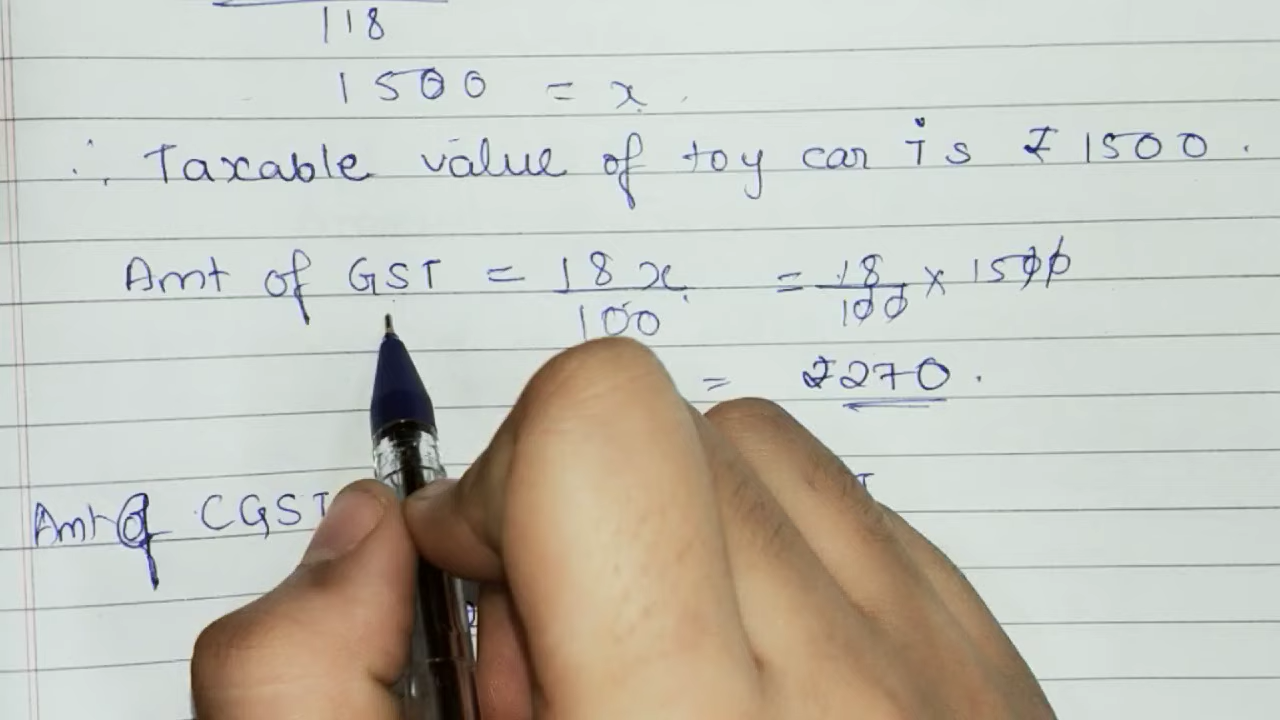 118
1500 = x
∴ Taxable value of toy car is ₹ 1500.
Amt of GST = 18x/100 = 18/100 × 1500
= ₹270.
Amt of CGST